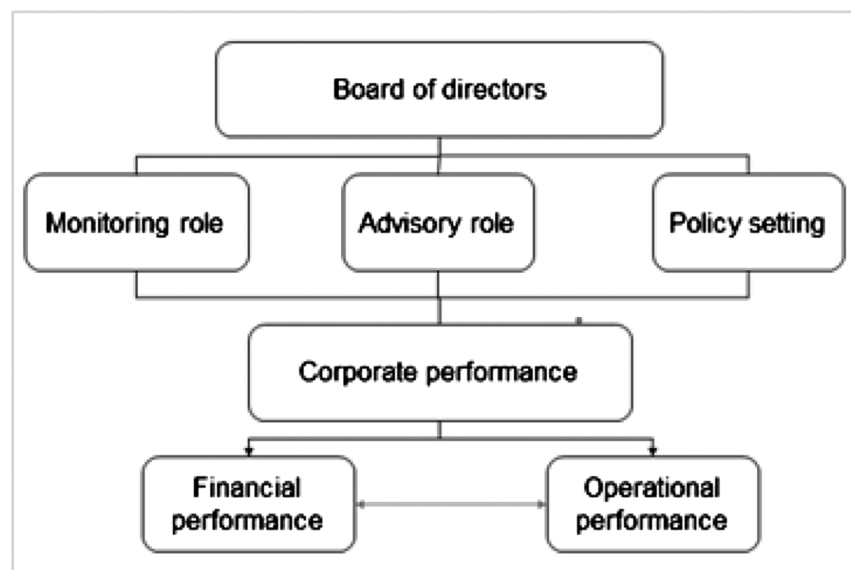 Board of directors
Monitoring role
Advisory role
Policy setting
Corporate performance
Financial
performance
Operational
performance